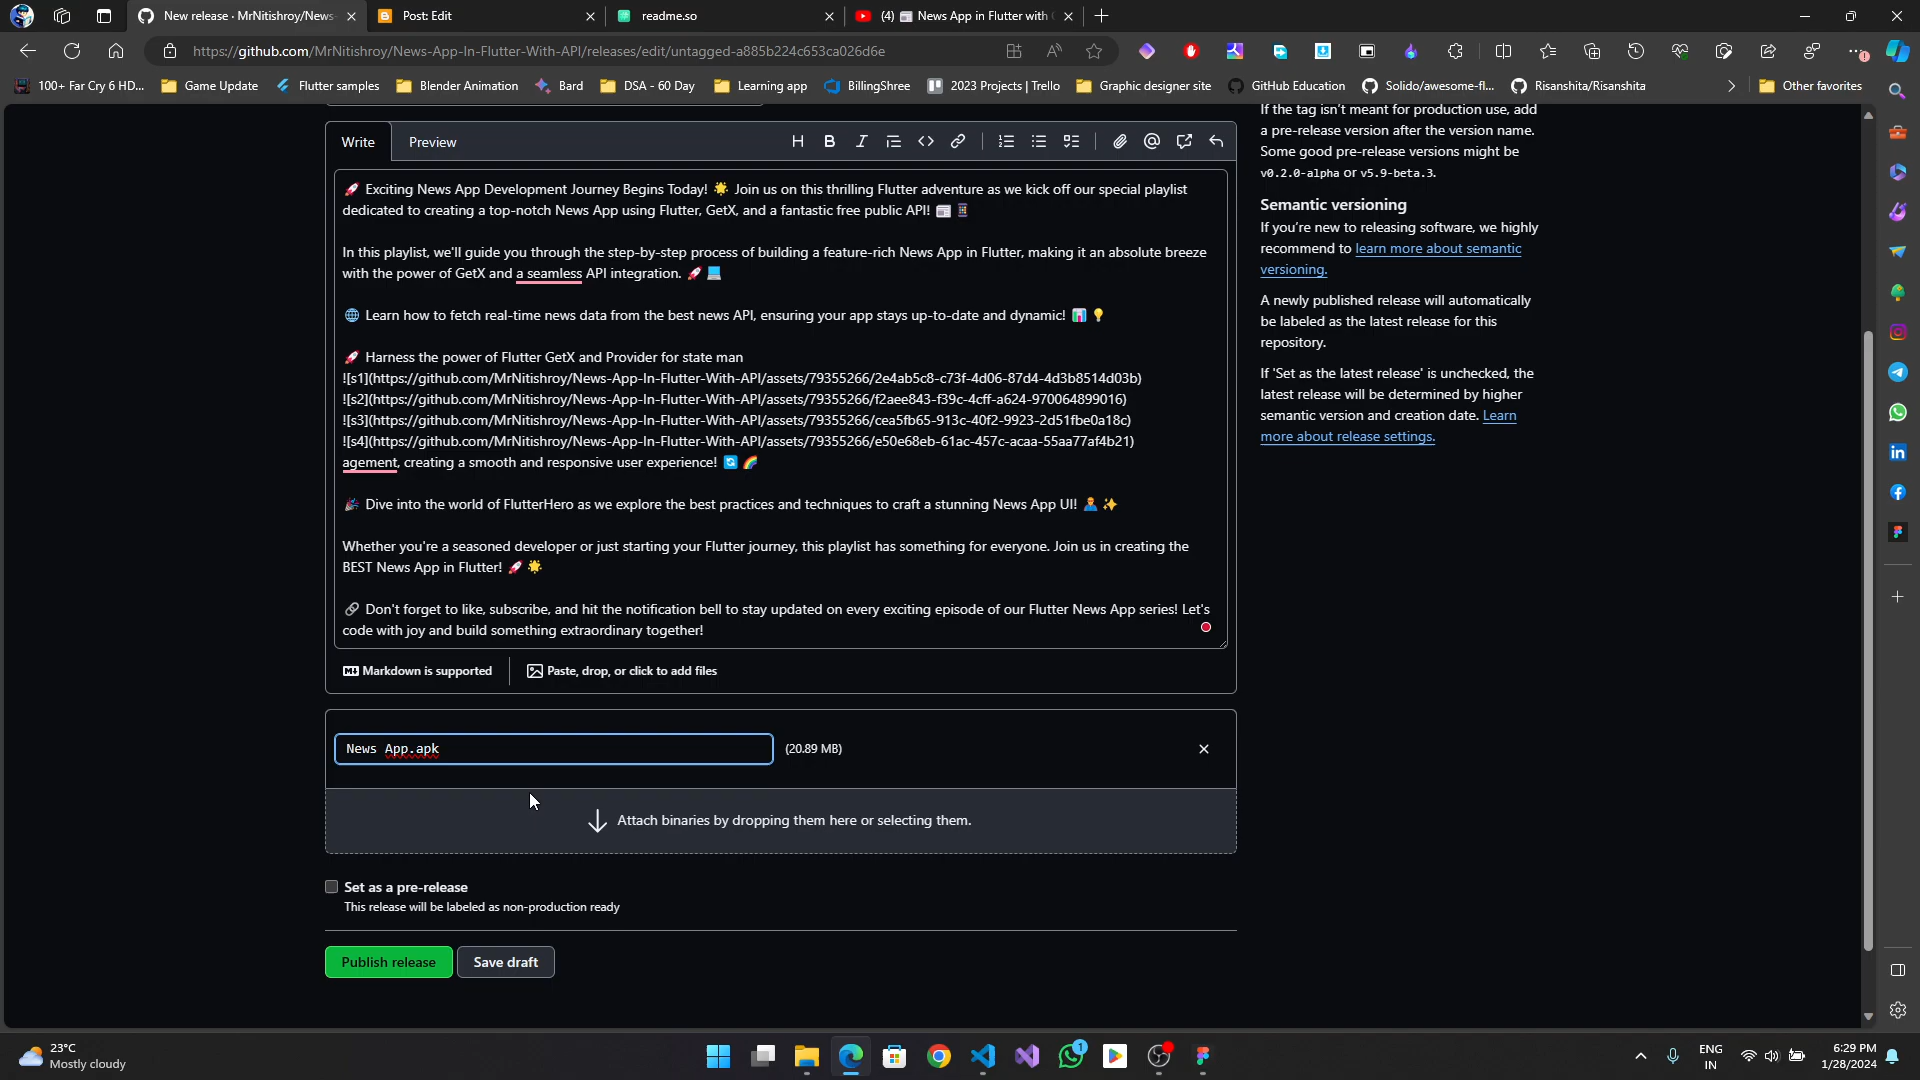 New release · MrNitishroy/News-
Post: Edit
readme.so
(4) News App in Flutter with
https://github.com/MrNitishroy/News-App-In-Flutter-With-API/releases/edit/untagged-a885b224c653ca026d6e
100+ Far Cry 6 HD...
Game Update
Flutter samples
Blender Animation
Bard
DSA - 60 Day
Learning app
BillingShree
2023 Projects | Trello
Graphic designer site
GitHub Education
Solido/awesome-fl...
Risanshita/Risanshita
Other favorites
Write
Preview
🚀 Exciting News App Development Journey Begins Today! 🌟 Join us on this thrilling Flutter adventure as we kick off our special playlist
dedicated to creating a top-notch News App using Flutter, GetX, and a fantastic free public API! 📰 📱
In this playlist, we'll guide you through the step-by-step process of building a feature-rich News App in Flutter, making it an absolute breeze
with the power of GetX and a seamless API integration. 🚀 💻
🌐 Learn how to fetch real-time news data from the best news API, ensuring your app stays up-to-date and dynamic! 📊 💡
🚀 Harness the power of Flutter GetX and Provider for state man
![s1](https://github.com/MrNitishroy/News-App-In-Flutter-With-API/assets/79355266/2e4ab5c8-c73f-4d06-87d4-4d3b8514d03b)
![s2](https://github.com/MrNitishroy/News-App-In-Flutter-With-API/assets/79355266/f2aee843-f39c-4cff-a624-970064899016)
![s3](https://github.com/MrNitishroy/News-App-In-Flutter-With-API/assets/79355266/cea5fb65-913c-40f2-9923-2d51fbe0a18c)
![s4](https://github.com/MrNitishroy/News-App-In-Flutter-With-API/assets/79355266/e50e68eb-61ac-457c-acaa-55aa77af4b21)
agement, creating a smooth and responsive user experience! 🔄 🌈
🎉 Dive into the world of FlutterHero as we explore the best practices and techniques to craft a stunning News App UI! 🦸 ✨
Whether you're a seasoned developer or just starting your Flutter journey, this playlist has something for everyone. Join us in creating the
BEST News App in Flutter! 🚀 🌟
🔗 Don't forget to like, subscribe, and hit the notification bell to stay updated on every exciting episode of our Flutter News App series! Let's
code with joy and build something extraordinary together!
Markdown is supported
Paste, drop, or click to add files
News App.apk
(20.89 MB)
Attach binaries by dropping them here or selecting them.
Set as a pre-release
This release will be labeled as non-production ready
Publish release
Save draft
If the tag isn't meant for production use, add
a pre-release version after the version name.
Some good pre-release versions might be
v0.2.0-alpha or v5.9-beta.3.
Semantic versioning
If you're new to releasing software, we highly
recommend to learn more about semantic
versioning.
A newly published release will automatically
be labeled as the latest release for this
repository.
If 'Set as the latest release' is unchecked, the
latest release will be determined by higher
semantic version and creation date. Learn
more about release settings.
23°C
Mostly cloudy
1
ENG
IN
6:29 PM
1/28/2024